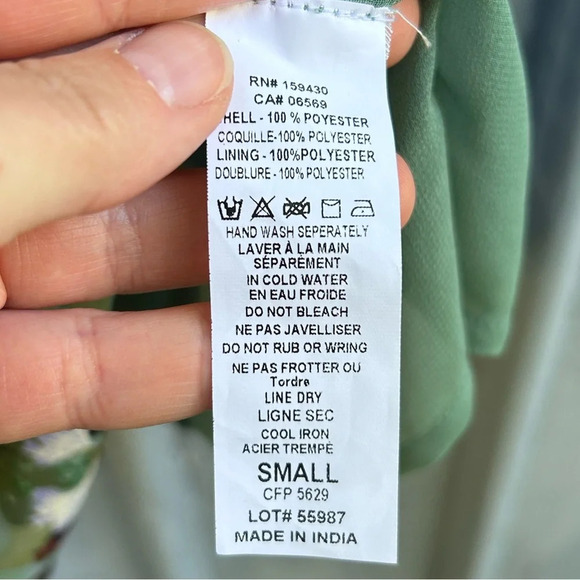 RN# 159430
CA# 06569
HELL - 100 % POYESTER
COQUILLE-100% POLYESTER
LINING - 100%POLYESTER
DOUBLURE - 100% POLYESTER
HAND WASH SEPERATELY
LAVER À LA MAIN
SÉPARÉMENT
IN COLD WATER
EN EAU FROIDE
DO NOT BLEACH
NE PAS JAVELLISER
DO NOT RUB OR WRING
NE PAS FROTTER OU
Tordre
LINE DRY
LIGNE SEC
COOL IRON
ACIER TREMPÉ
SMALL
CFP 5629
LOT# 55987
MADE IN INDIA